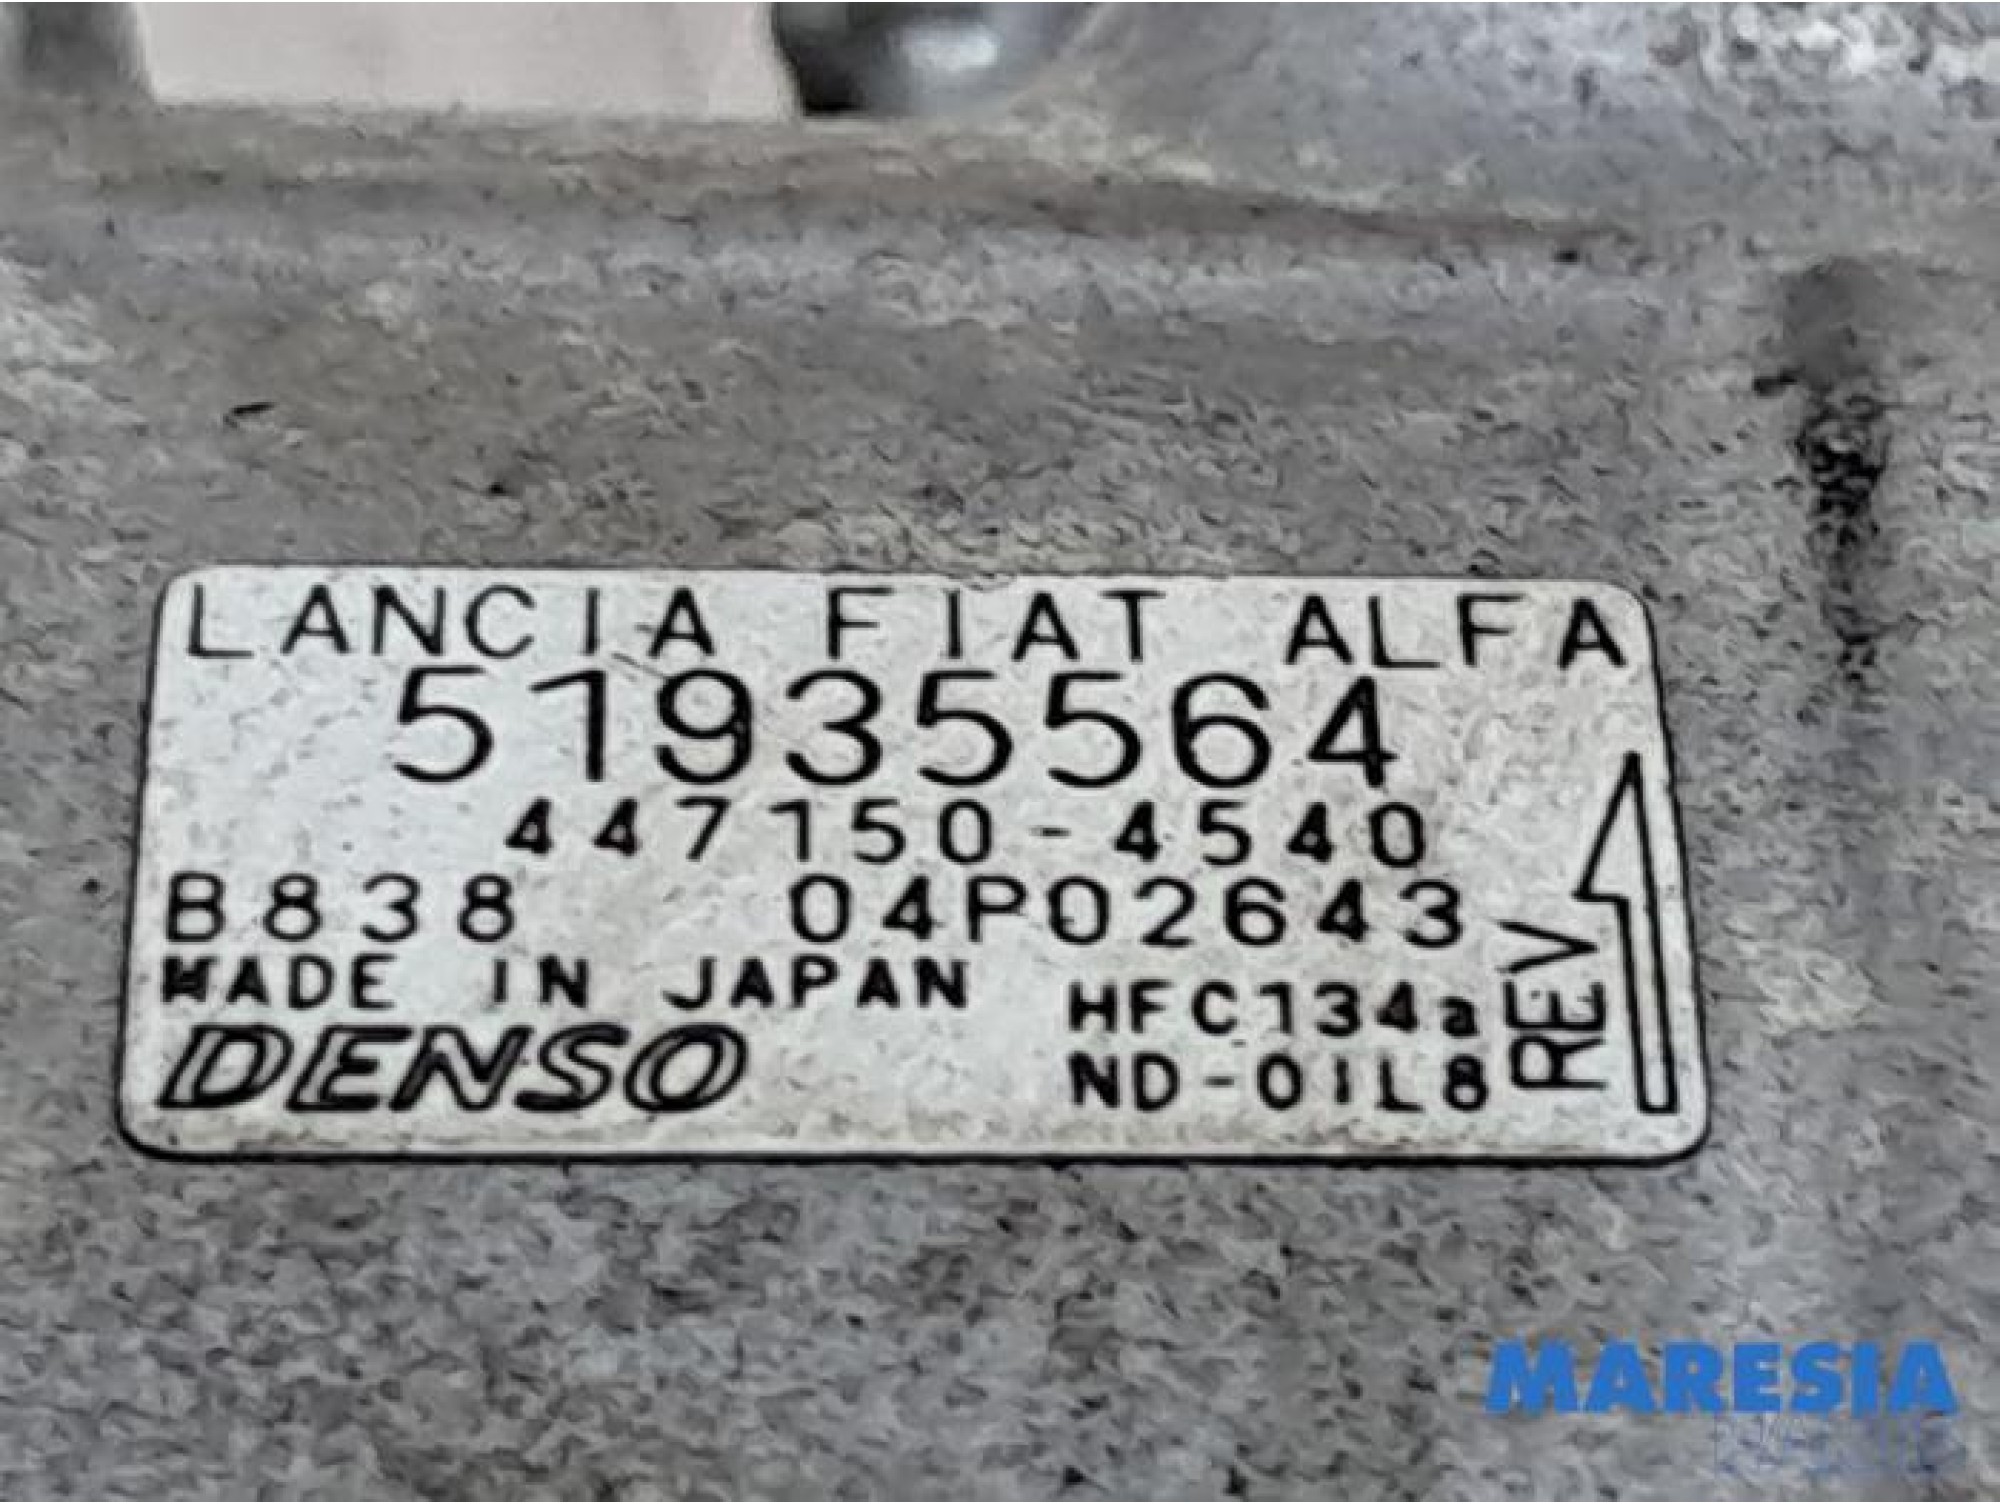 LANCIA FIAT ALFA
51935564
447150-4540
B838 04P02643
MADE IN JAPAN
HFC134a
DENSO
ND-OIL8
REV
MARESIA